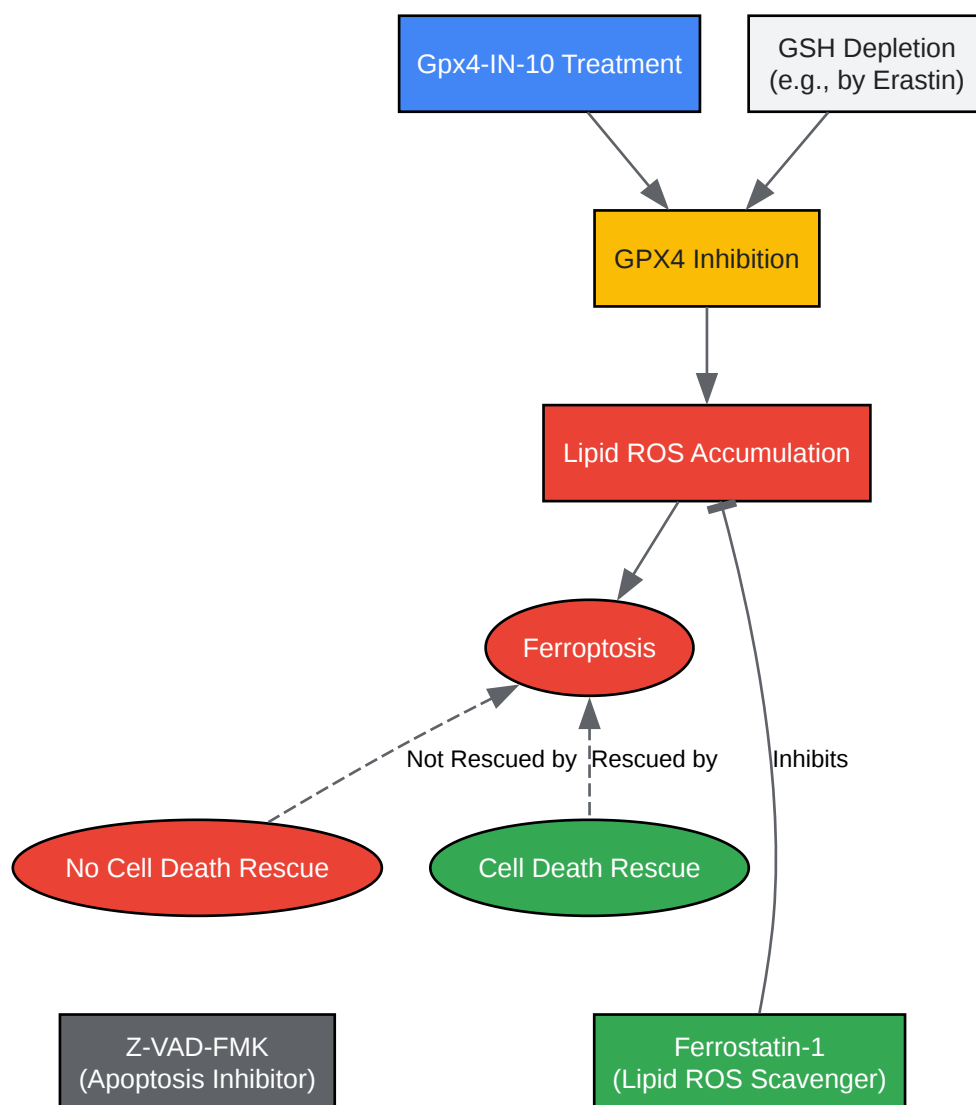 Gpx4-IN-10 Treatment
GSH Depletion
(e.g., by Erastin)
GPX4 Inhibition
Lipid ROS Accumulation
Ferroptosis
Not Rescued by
Rescued by
Inhibits
No Cell Death Rescue
Cell Death Rescue
Z-VAD-FMK
(Apoptosis Inhibitor)
Ferrostatin-1
(Lipid ROS Scavenger)